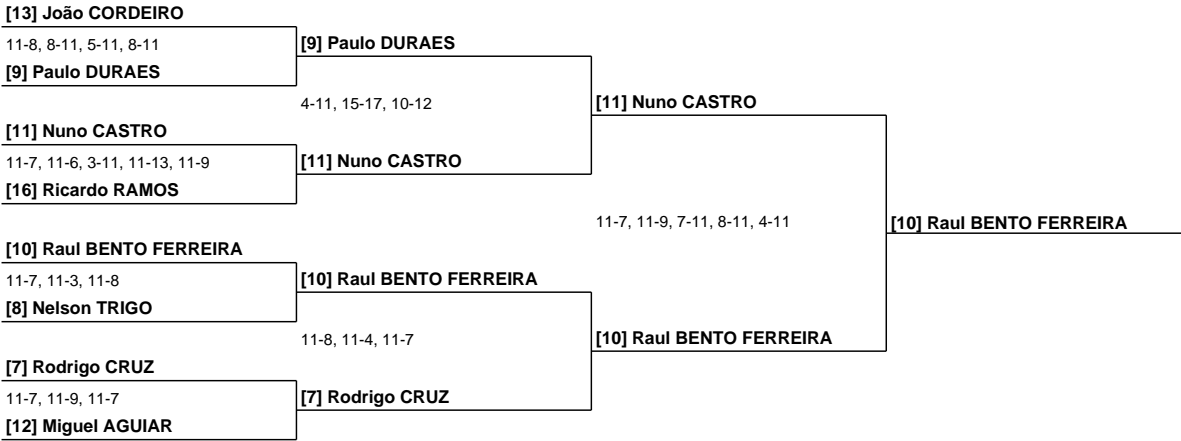 [13] João CORDEIRO
11-8, 8-11, 5-11, 8-11
[9] Paulo DURAES
[9] Paulo DURAES
4-11, 15-17, 10-12
[11] Nuno CASTRO
[11] Nuno CASTRO
11-7, 11-6, 3-11, 11-13, 11-9
[11] Nuno CASTRO
[16] Ricardo RAMOS
11-7, 11-9, 7-11, 8-11, 4-11
[10] Raul BENTO FERREIRA
[10] Raul BENTO FERREIRA
11-7, 11-3, 11-8
[10] Raul BENTO FERREIRA
[8] Nelson TRIGO
11-8, 11-4, 11-7
[10] Raul BENTO FERREIRA
[7] Rodrigo CRUZ
11-7, 11-9, 11-7
[7] Rodrigo CRUZ
[12] Miguel AGUIAR